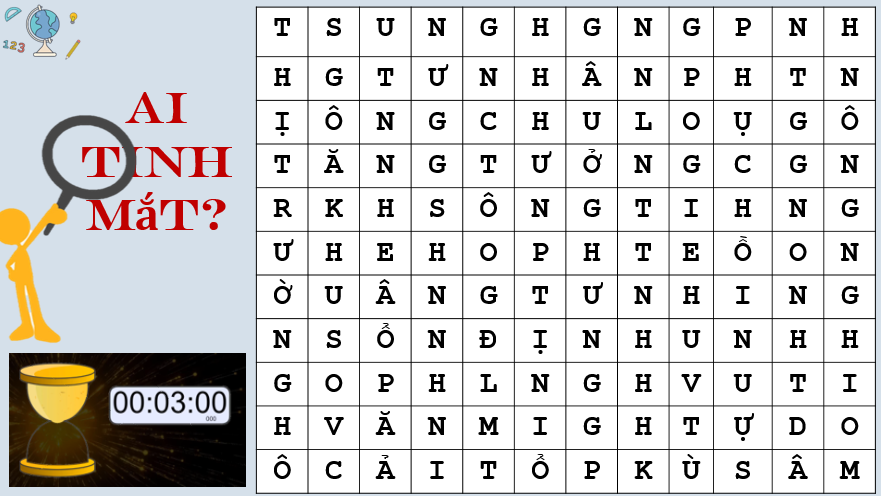 123
AI
TINH
MắT?
00:03:00
000
T S U N G H G N G P N H
H G T Ư N H Â N P H T N
Ị Ô N G C H U L O Ụ G Ô
T Ă N G T Ư Ở N G C G N
R K H S Ô N G T I H N G
Ư H E H O P H T E Ồ O N
Ờ U Â N G T Ư N H I N G
N S Ổ N Đ Ị N H U N H H
G O P H L N G H V U T I
H V Ă N M I G H T Ự D O
Ô C Ả I T Ổ P K Ù S Â M